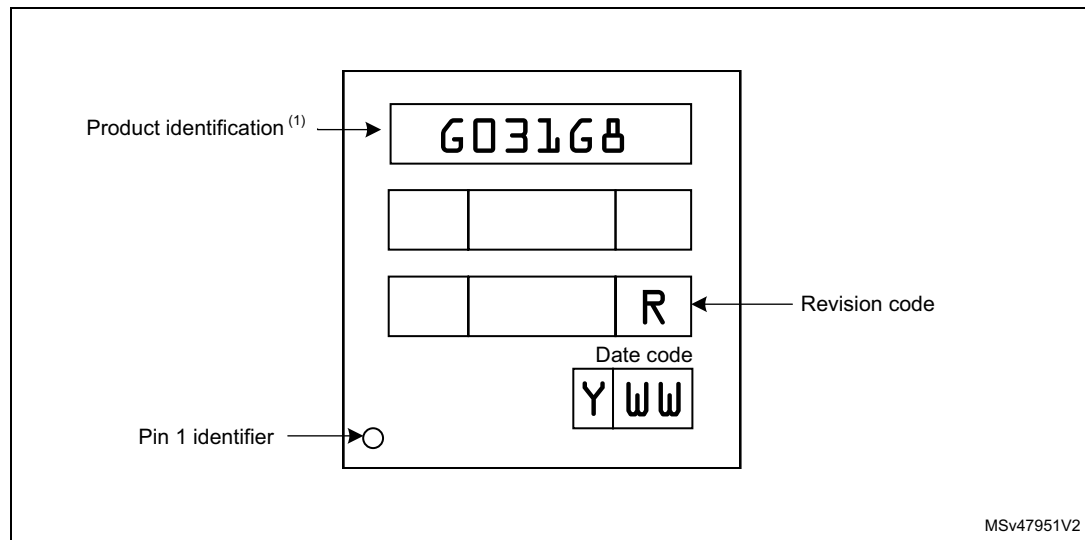 Product identification (1)
G031G8
R
Revision code
Date code
Y WW
Pin 1 identifier
MSv47951V2